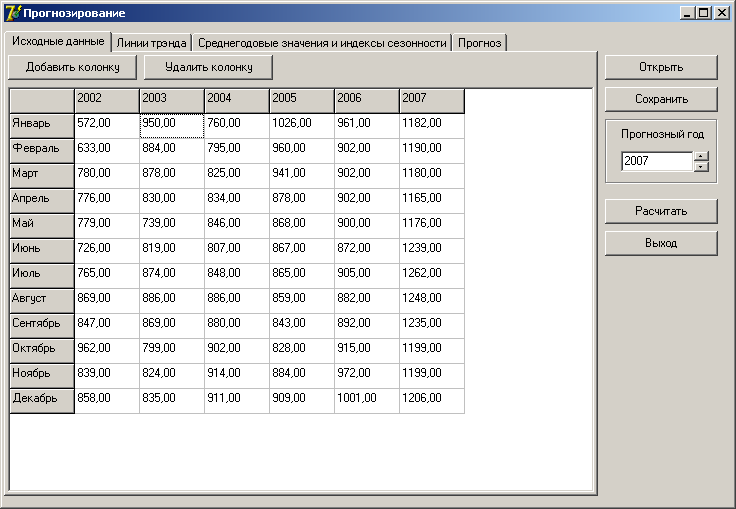 Прогнозирование
Исходные данные Линии трэнда Среднегодовые значения и индексы сезонности Прогноз
Добавить колонку Удалить колонку
2002 2003 2004 2005 2006 2007
Январь 572,00 950,00 760,00 1026,00 961,00 1182,00
Февраль 633,00 884,00 795,00 960,00 902,00 1190,00
Март 780,00 878,00 825,00 941,00 902,00 1180,00
Апрель 776,00 830,00 834,00 878,00 902,00 1165,00
Май 779,00 739,00 846,00 868,00 900,00 1176,00
Июнь 726,00 819,00 807,00 867,00 872,00 1239,00
Июль 765,00 874,00 848,00 865,00 905,00 1262,00
Август 869,00 886,00 886,00 859,00 882,00 1248,00
Сентябрь 847,00 869,00 880,00 843,00 892,00 1235,00
Октябрь 962,00 799,00 902,00 828,00 915,00 1199,00
Ноябрь 839,00 824,00 914,00 884,00 972,00 1199,00
Декабрь 858,00 835,00 911,00 909,00 1001,00 1206,00
Открыть
Сохранить
Прогнозный год
2007
Расчитать
Выход